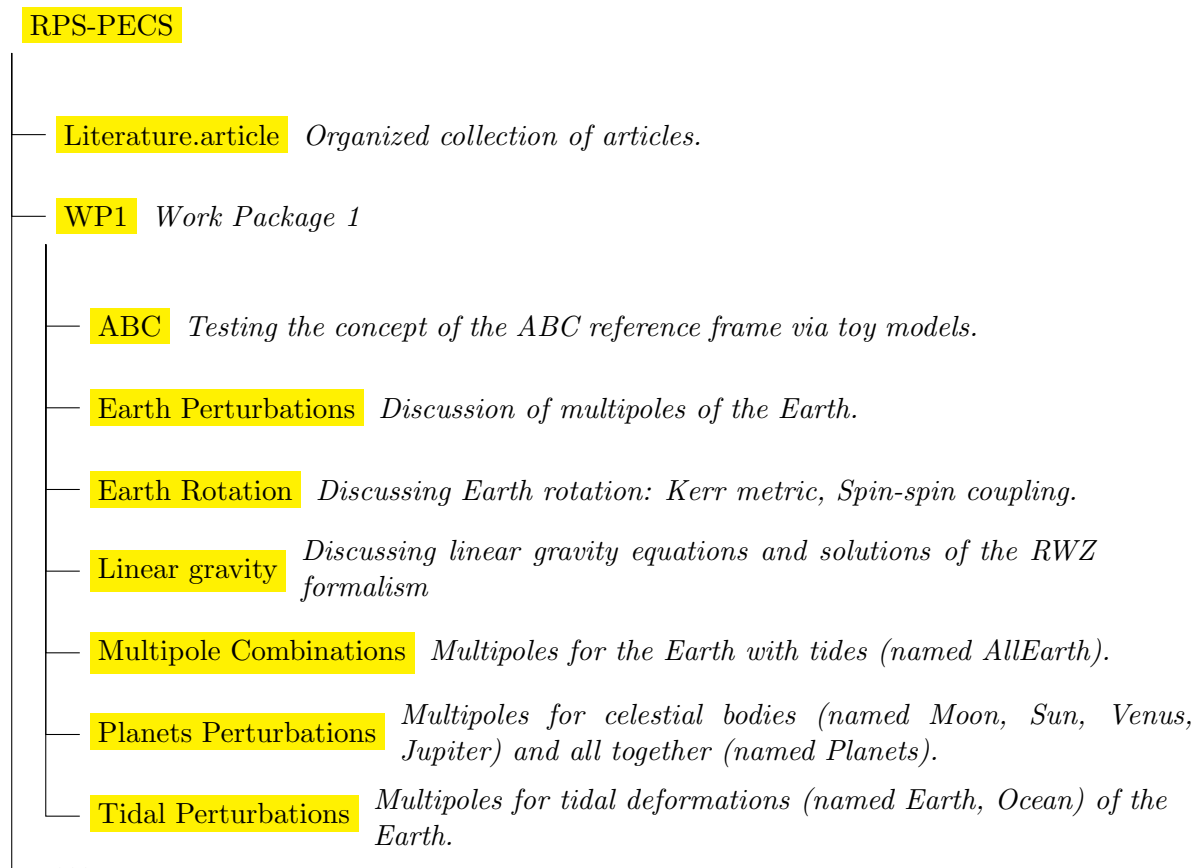 RPS-PECS
Literature.article Organized collection of articles.
WP1 Work Package 1
ABC Testing the concept of the ABC reference frame via toy models.
Earth Perturbations Discussion of multipoles of the Earth.
Earth Rotation Discussing Earth rotation: Kerr metric, Spin-spin coupling.
Linear gravity Discussing linear gravity equations and solutions of the RWZ
formalism
Multipole Combinations Multipoles for the Earth with tides (named AllEarth).
Planets Perturbations Multipoles for celestial bodies (named Moon, Sun, Venus,
Jupiter) and all together (named Planets).
Tidal Perturbations Multipoles for tidal deformations (named Earth, Ocean) of the
Earth.